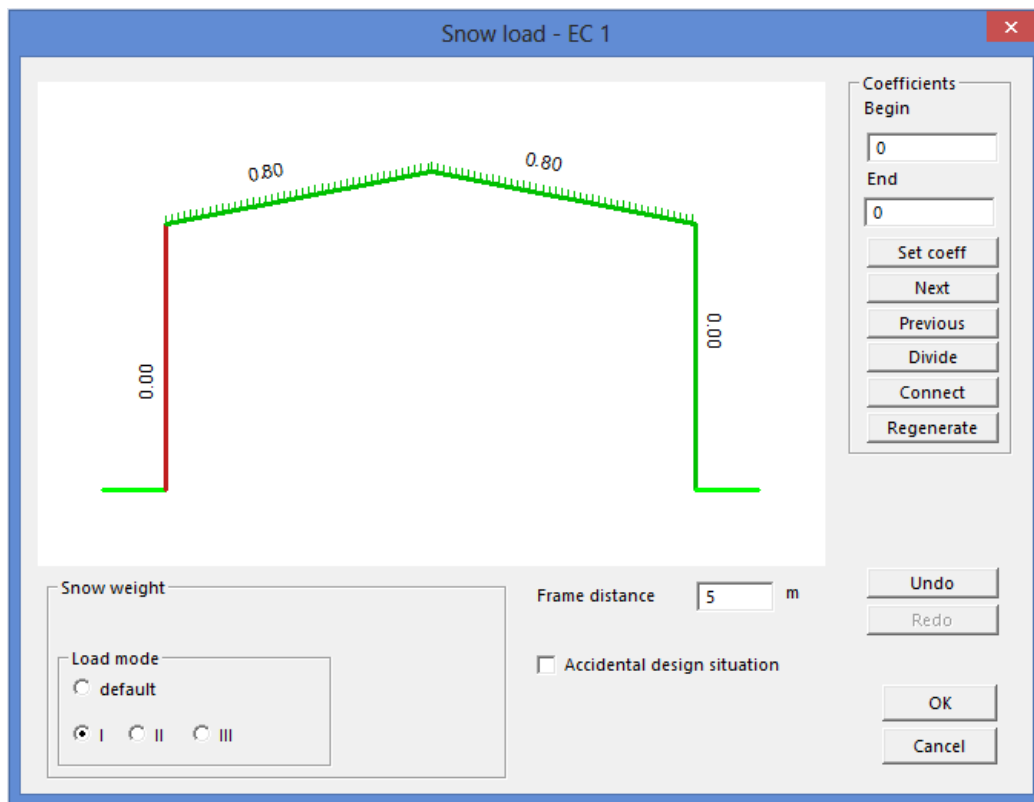 Snow load - EC 1
0.80
0.80
0.00
0.00
Coefficients
Begin
0
End
0
Set coeff
Next
Previous
Divide
Connect
Regenerate
Snow weight
Load mode
default
I II III
Frame distance 5 m
Accidental design situation
Undo
Redo
OK
Cancel